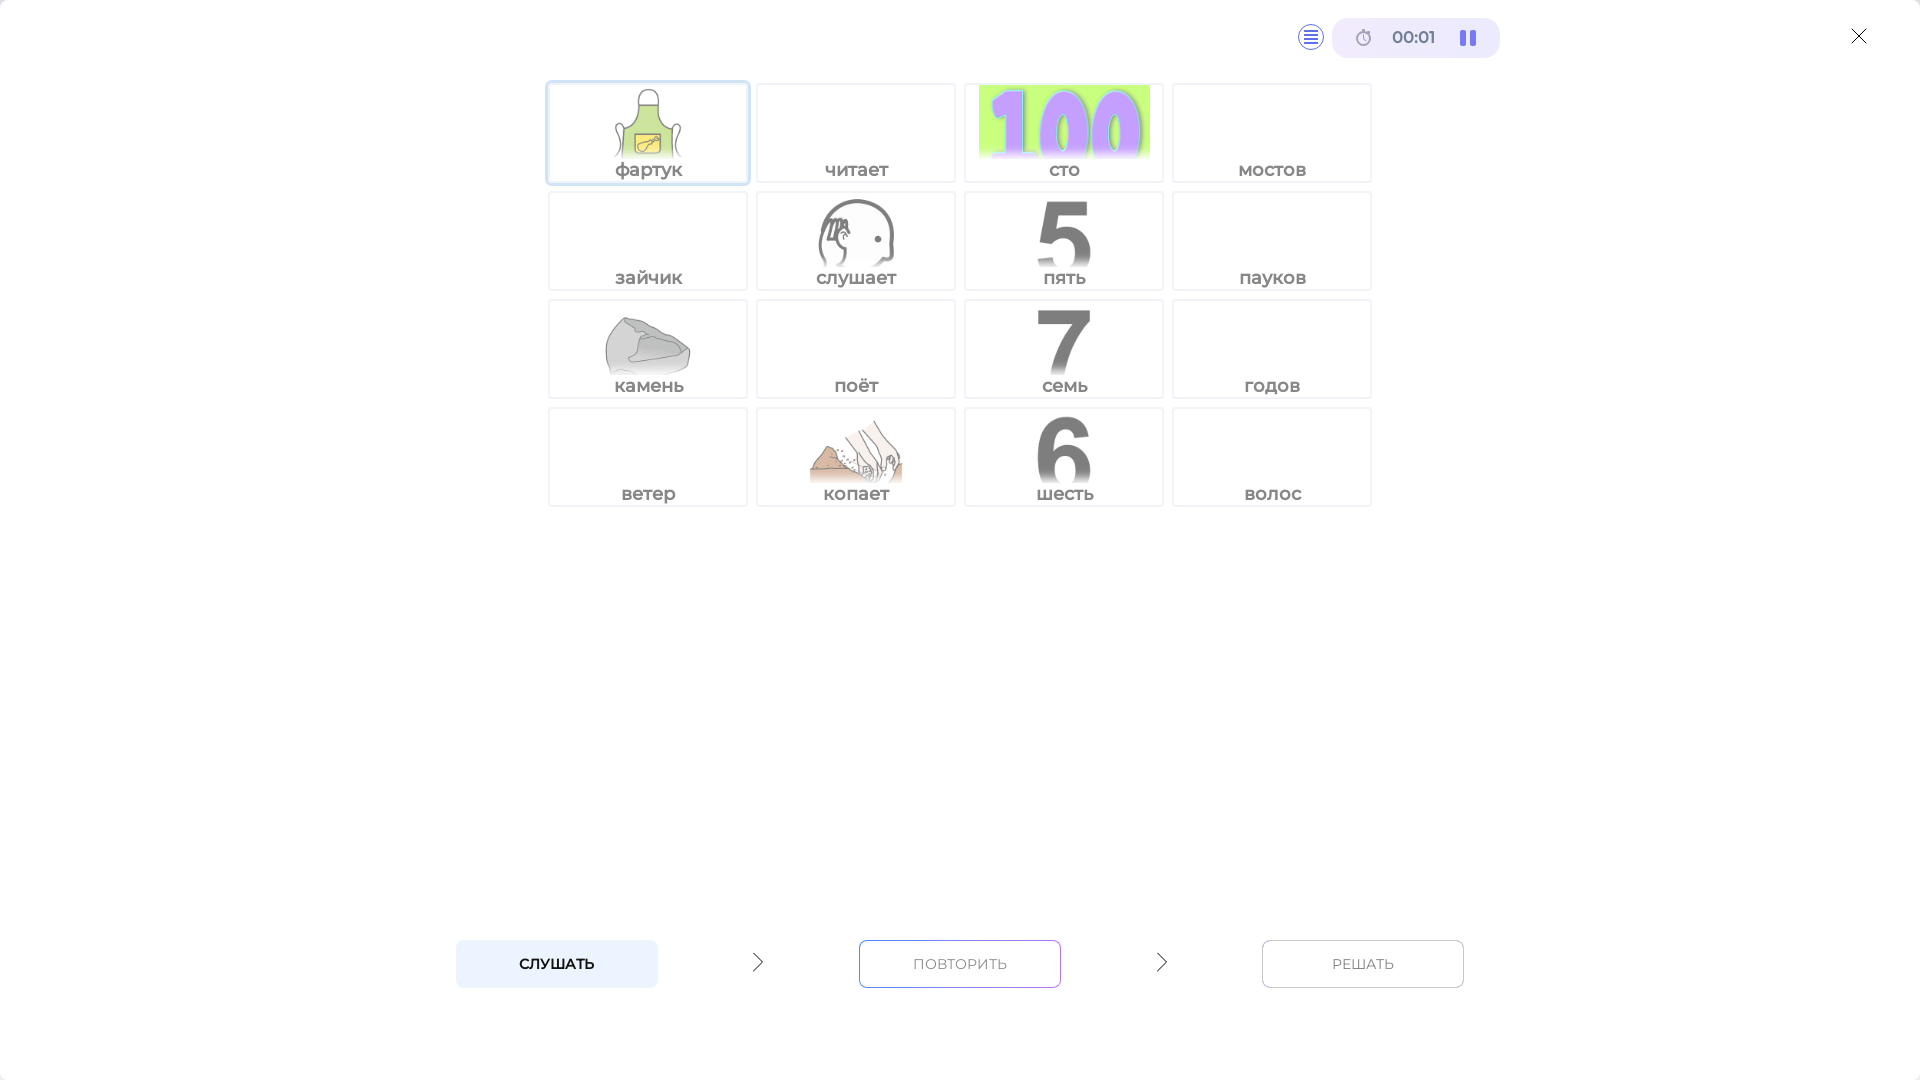 00:01
фартук
читает
100
сто
мостов
зайчик
слушает
5
пять
пауков
камень
поёт
7
семь
годов
ветер
копает
6
шесть
волос
СЛУШАТЬ
ПОВТОРИТЬ
РЕШАТЬ